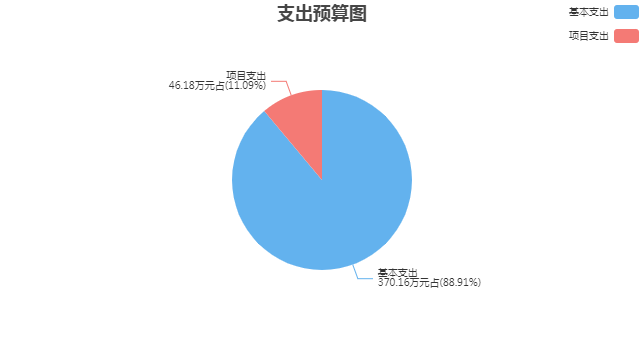 支出预算图
基本支出
项目支出
项目支出
46.18万元占(11.09%)
基本支出
370.16万元占(88.91%)